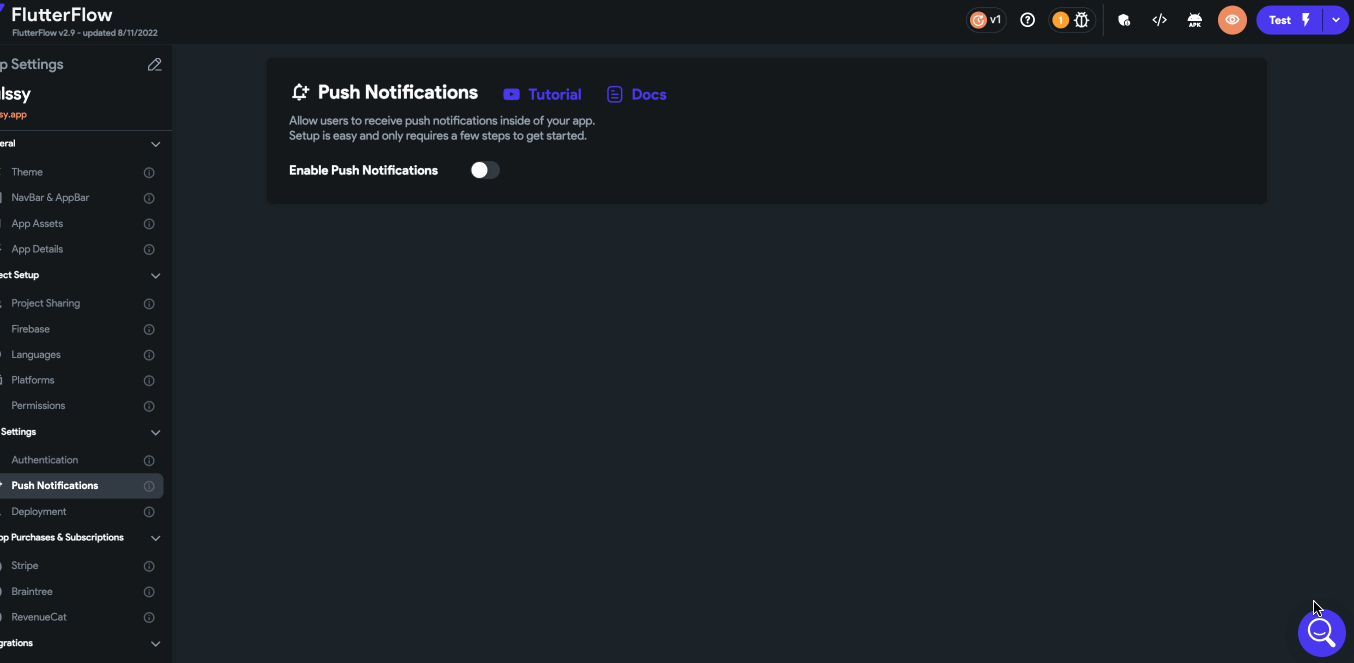 FlutterFlow
FlutterFlow v2.9 - updated 8/11/2022
v1
1
APK
Test
p Settings
lssy
sy.app
eral
Theme
NavBar & AppBar
App Assets
App Details
ect Setup
Project Sharing
Firebase
Languages
Platforms
Permissions
Settings
Authentication
Push Notifications
Deployment
pp Purchases & Subscriptions
Stripe
Braintree
RevenueCat
grations
Push Notifications
Tutorial
Docs
Allow users to receive push notifications inside of your app.
Setup is easy and only requires a few steps to get started.
Enable Push Notifications